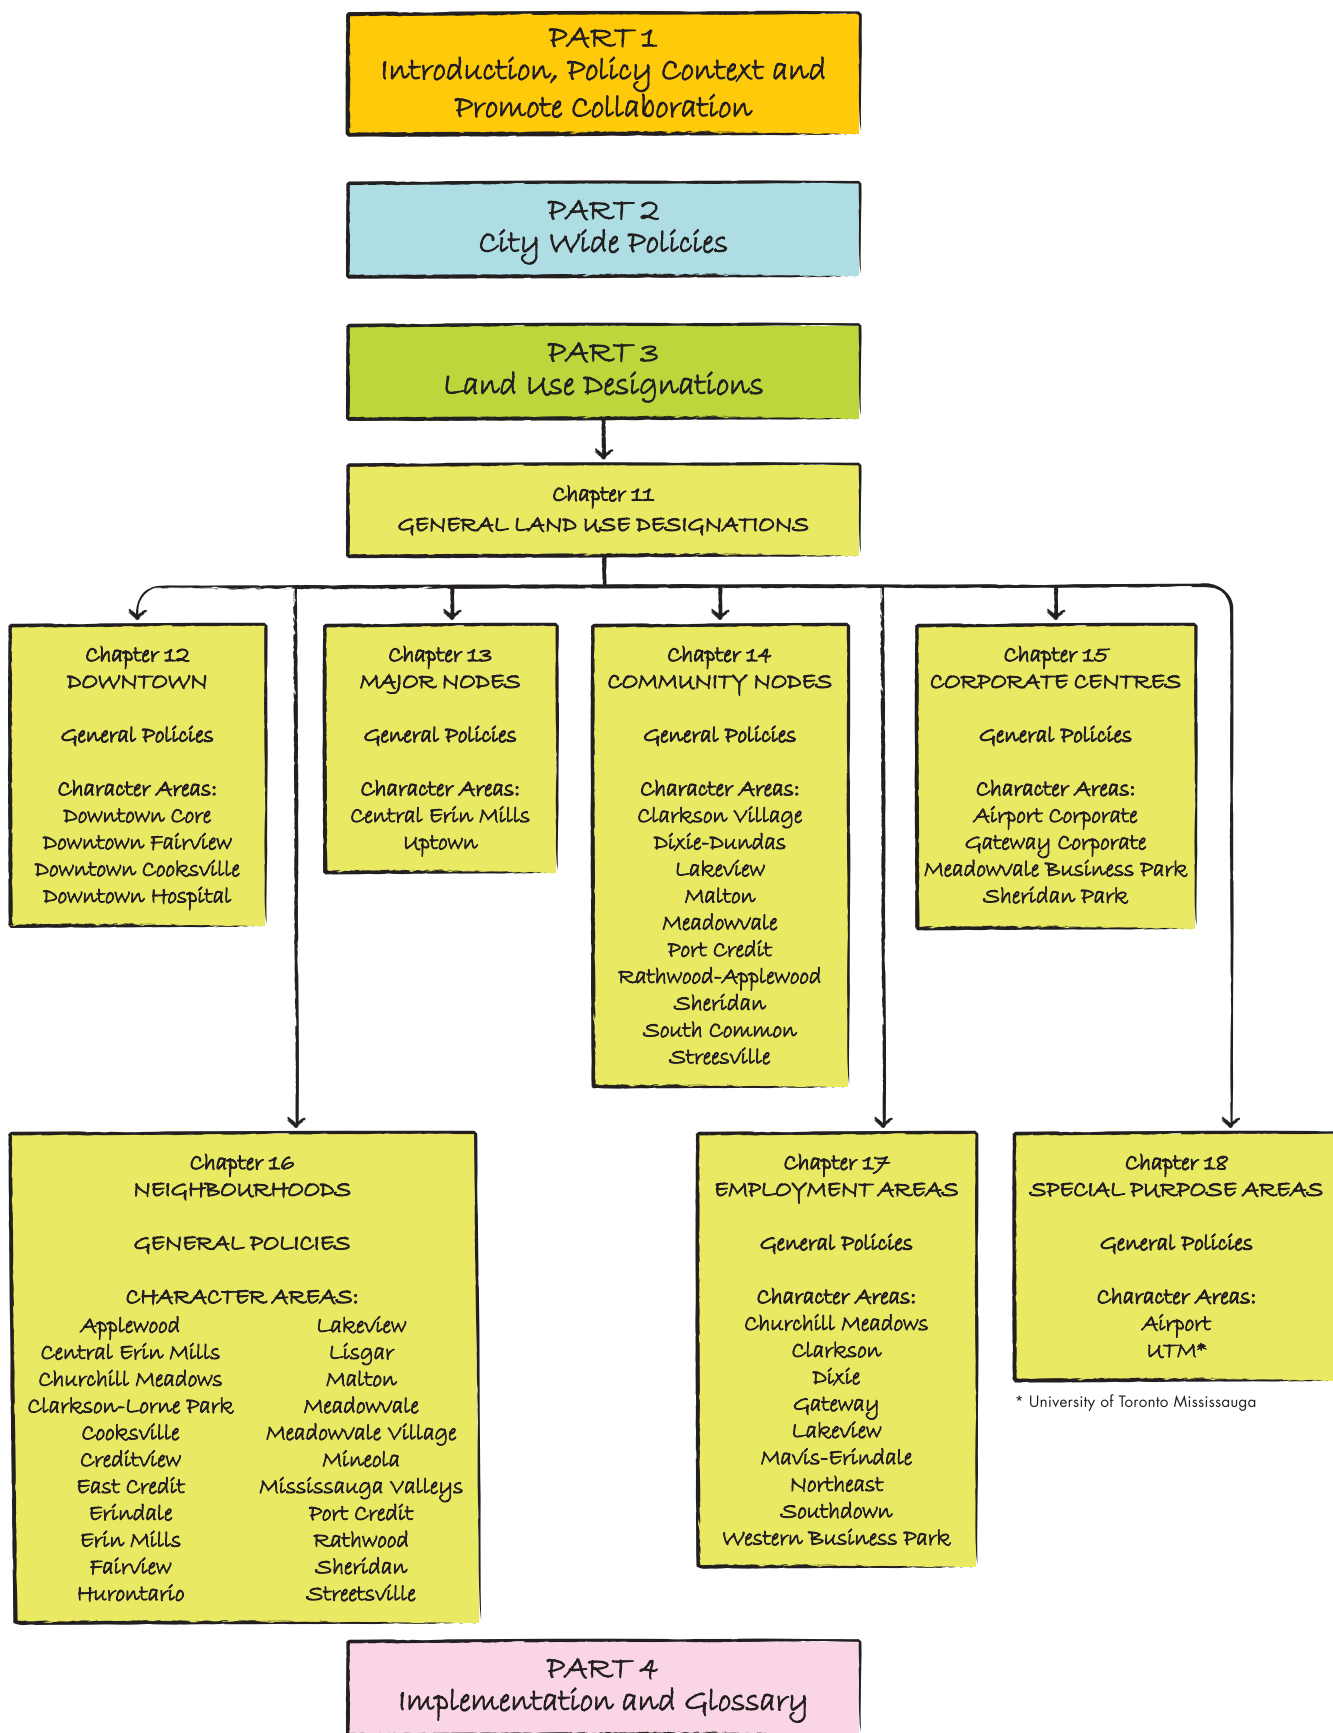 PART 1
Introduction, Policy Context and
Promote Collaboration
PART 2
City Wide Policies
PART 3
Land Use Designations
Chapter 11
GENERAL LAND USE DESIGNATIONS
Chapter 12
DOWNTOWN
General Policies
Character Areas:
Downtown Core
Downtown Fairview
Downtown Cooksville
Downtown Hospital
Chapter 13
MAJOR NODES
General Policies
Character Areas:
Central Erin Mills
Uptown
Chapter 14
COMMUNITY NODES
General Policies
Character Areas:
Clarkson Village
Dixie-Dundas
Lakeview
Malton
Meadowvale
Port Credit
Rathwood-Applewood
Sheridan
South Common
Streesville
Chapter 15
CORPORATE CENTRES
General Policies
Character Areas:
Airport Corporate
Gateway Corporate
Meadowvale Business Park
Sheridan Park
Chapter 16
NEIGHBOURHOODS
GENERAL POLICIES
CHARACTER AREAS:
Applewood
Central Erin Mills
Churchill Meadows
Clarkson-Lorne Park
Cooksville
Creditview
East Credit
Erindale
Erin Mills
Fairview
Hurontario
Lakeview
Lisgar
Malton
Meadowvale
Meadowvale Village
Mineola
Mississauga Valleys
Port Credit
Rathwood
Sheridan
Streetsville
Chapter 17
EMPLOYMENT AREAS
General Policies
Character Areas:
Churchill Meadows
Clarkson
Dixie
Gateway
Lakeview
Mavis-Erindale
Northeast
Southdown
Western Business Park
Chapter 18
SPECIAL PURPOSE AREAS
General Policies
Character Areas:
Airport
UTM*
* University of Toronto Mississauga
PART 4
Implementation and Glossary